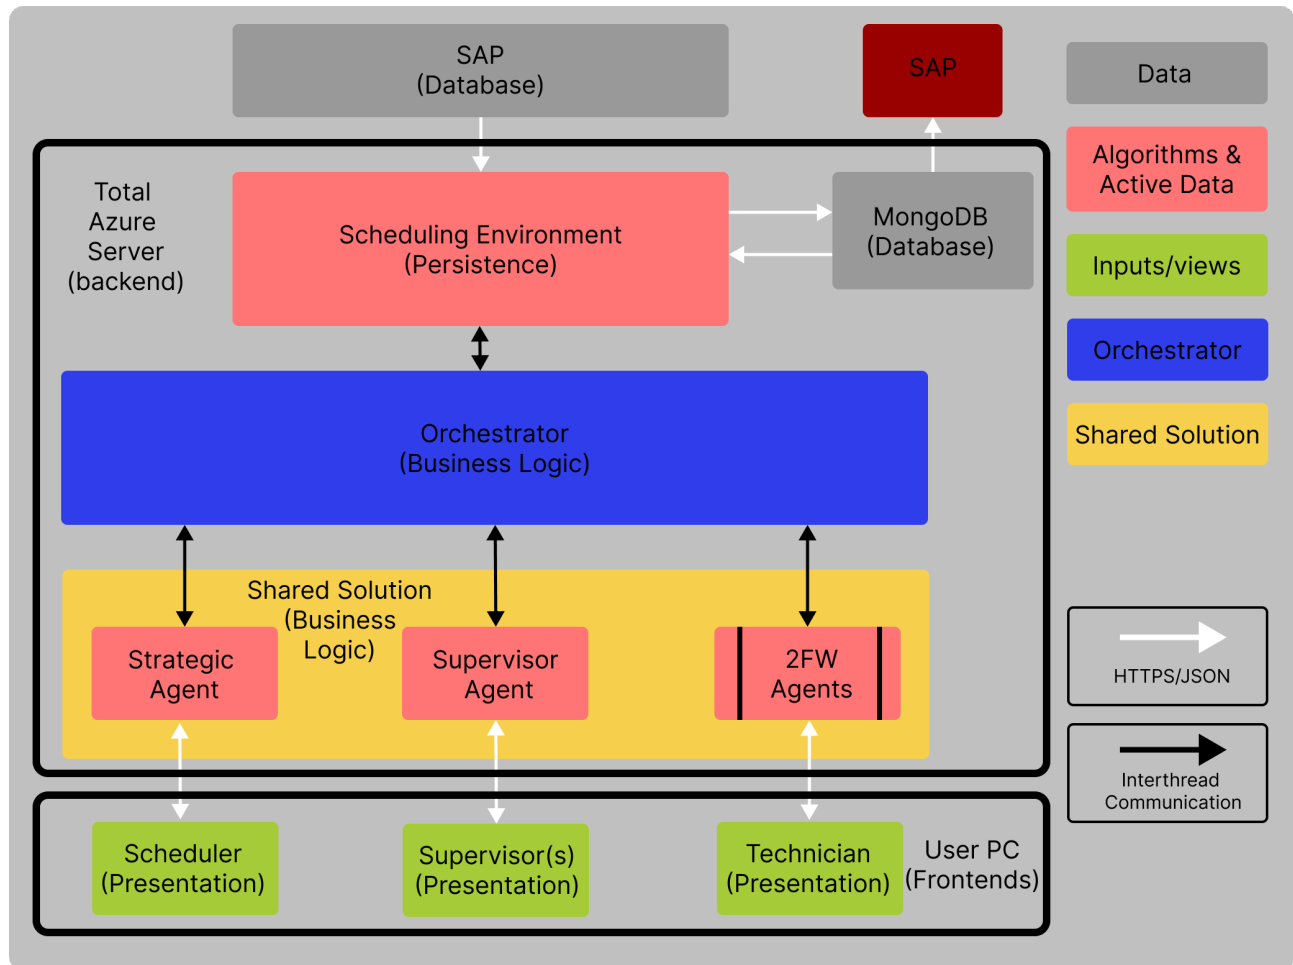 SAP
(Database)
SAP
Data
Algorithms &
Active Data
Inputs/views
Orchestrator
Shared Solution
Total
Azure
Server
(backend)
Scheduling Environment
(Persistence)
MongoDB
(Database)
Orchestrator
(Business Logic)
Shared Solution
(Business
Logic)
Strategic
Agent
Supervisor
Agent
2FW
Agents
HTTPS/JSON
Interthread
Communication
Scheduler
(Presentation)
Supervisor(s)
(Presentation)
Technician
(Presentation)
User PC
(Frontends)